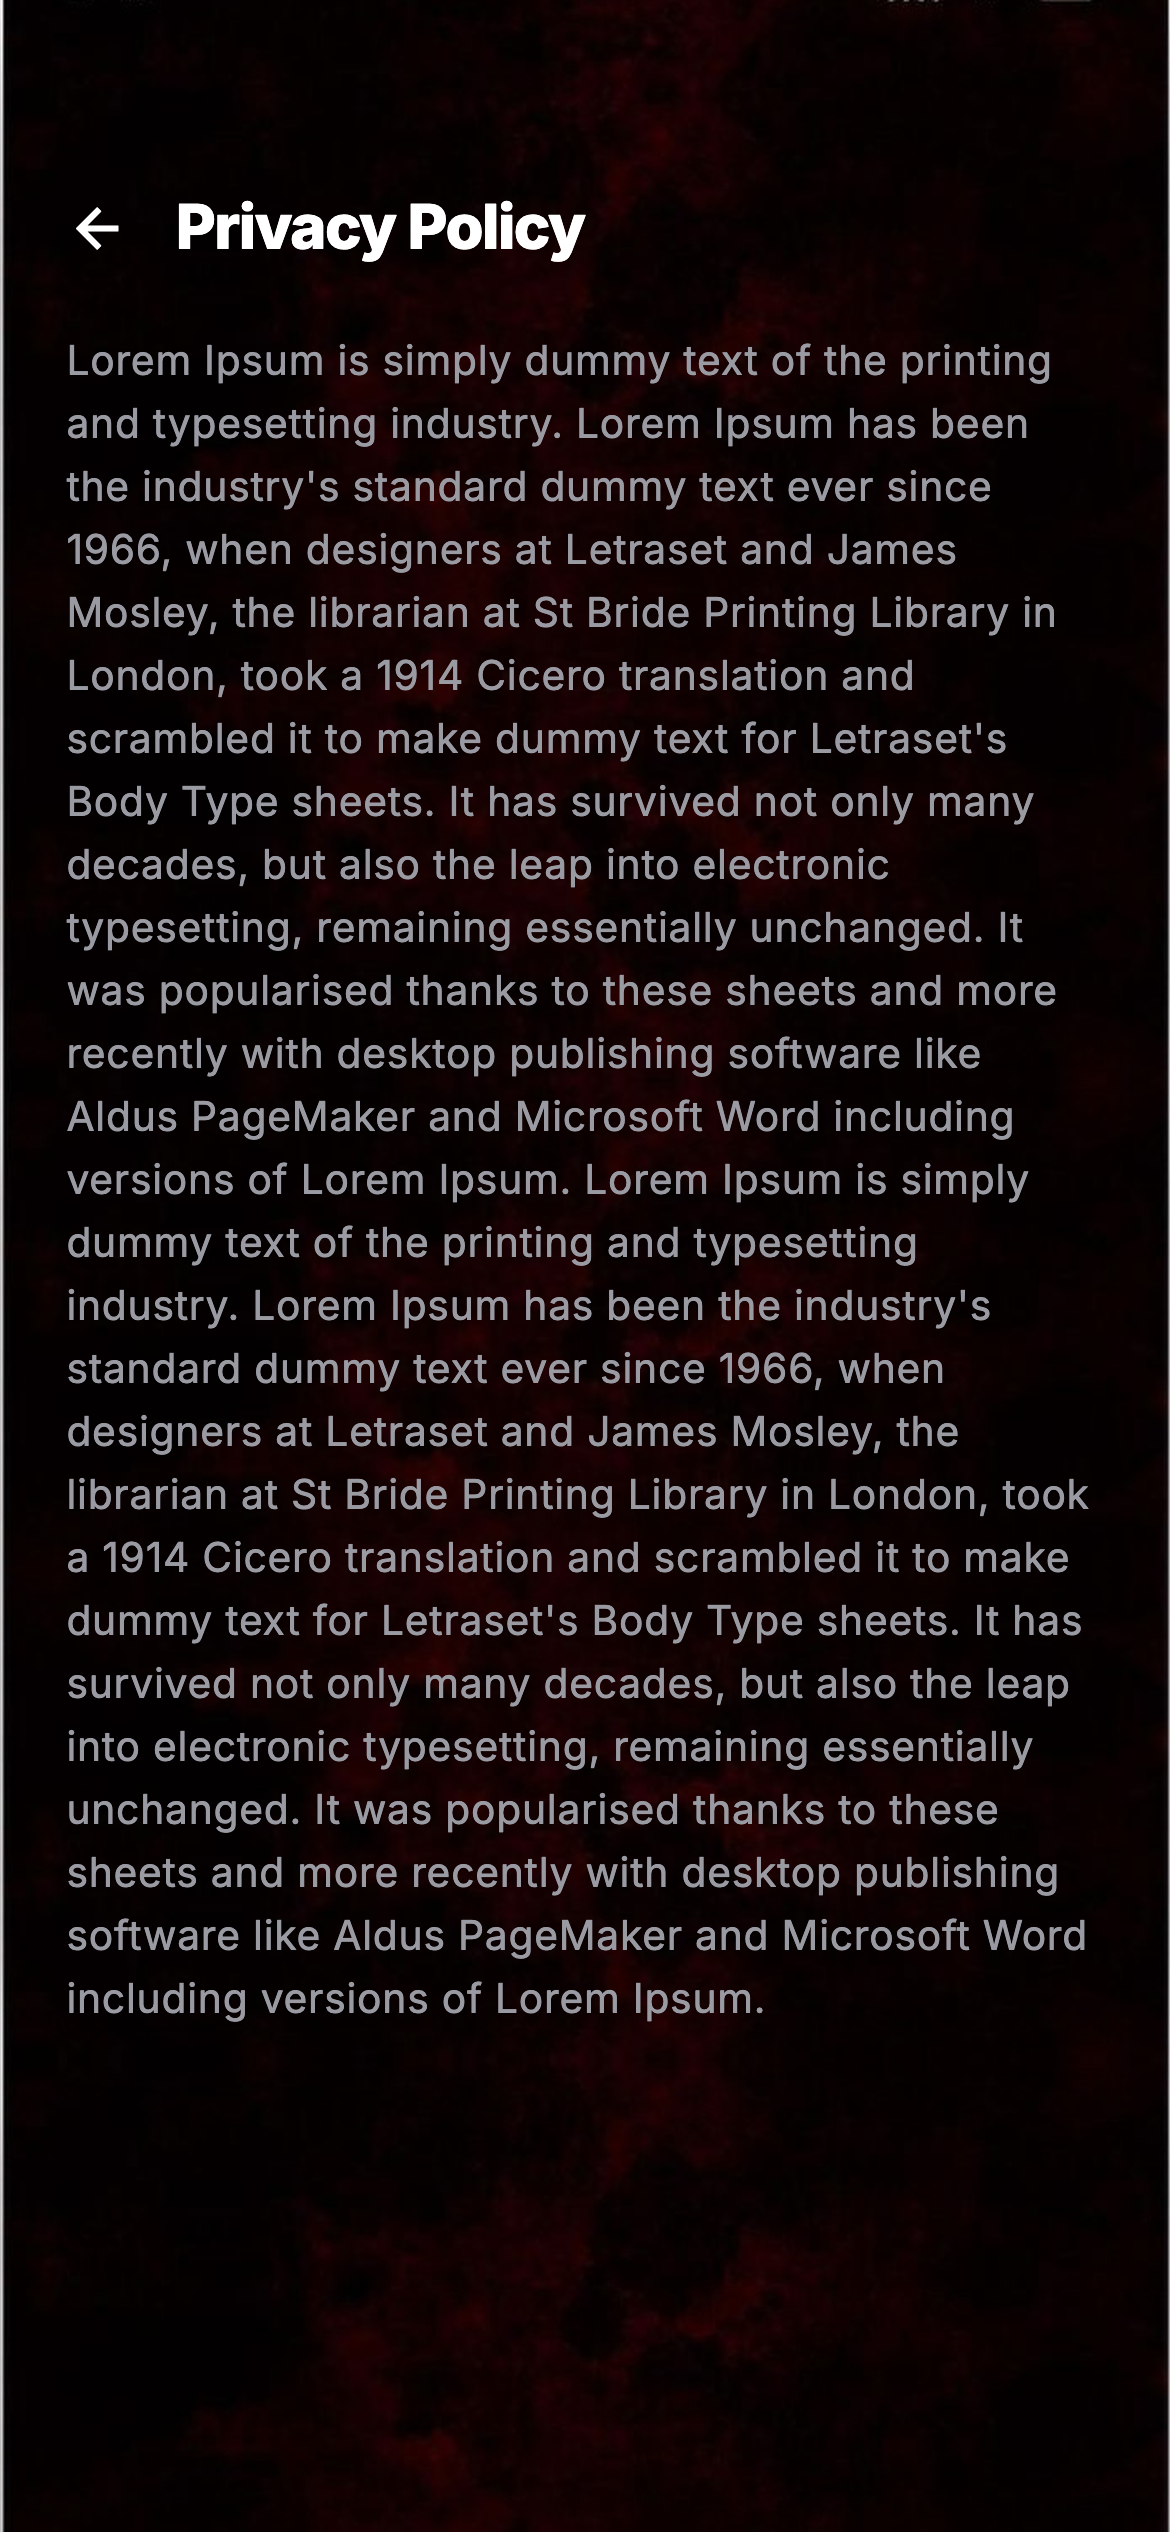 Privacy Policy
Lorem Ipsum is simply dummy text of the printing
and typesetting industry. Lorem Ipsum has been
the industry's standard dummy text ever since
1966, when designers at Letraset and James
Mosley, the librarian at St Bride Printing Library in
London, took a 1914 Cicero translation and
scrambled it to make dummy text for Letraset's
Body Type sheets. It has survived not only many
decades, but also the leap into electronic
typesetting, remaining essentially unchanged. It
was popularised thanks to these sheets and more
recently with desktop publishing software like
Aldus PageMaker and Microsoft Word including
versions of Lorem Ipsum. Lorem Ipsum is simply
dummy text of the printing and typesetting
industry. Lorem Ipsum has been the industry's
standard dummy text ever since 1966, when
designers at Letraset and James Mosley, the
librarian at St Bride Printing Library in London, took
a 1914 Cicero translation and scrambled it to make
dummy text for Letraset's Body Type sheets. It has
survived not only many decades, but also the leap
into electronic typesetting, remaining essentially
unchanged. It was popularised thanks to these
sheets and more recently with desktop publishing
software like Aldus PageMaker and Microsoft Word
including versions of Lorem Ipsum.